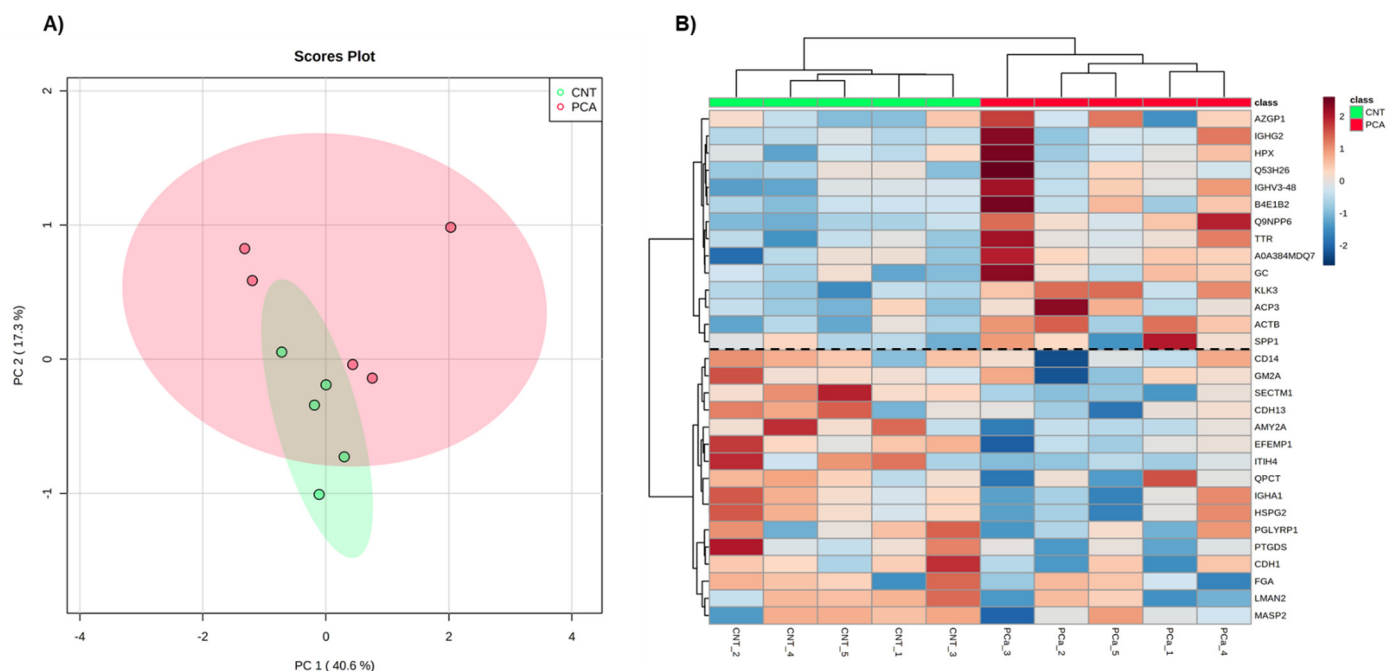 A)
Scores Plot
CNT
PCA
2
1
0
-1
PC 2 ( 17.3 %)
-4
-2
0
2
4
PC 1 ( 40.6 %)
B)
class
AZGP1
IGHG2
HPX
Q53H26
IGHV3-48
B4E1B2
Q9NPP6
TTR
A0A384MDQ7
GC
KLK3
ACP3
ACTB
SPP1
CD14
GM2A
SECTM1
CDH13
AMY2A
EFEMP1
ITIH4
QPCT
IGHA1
HSPG2
PGLYRP1
PTGDS
CDH1
FGA
LMAN2
MASP2
CNT_2
CNT_4
CNT_5
CNT_1
CNT_3
PCa_3
PCa_2
PCa_5
PCa_1
PCa_4
2
1
0
-1
-2
class
CNT
PCA